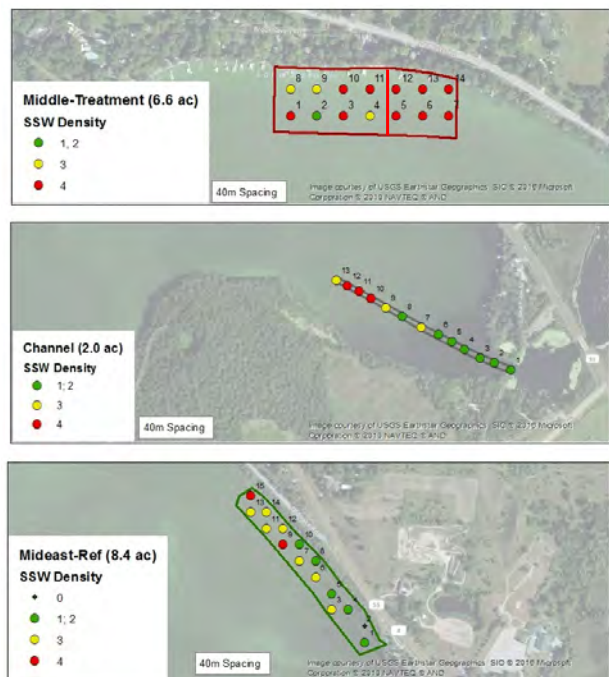 8 9 10 11 12 13 14
1 2 3 4 5 6 7
Middle-Treatment (6.6 ac)
SSW Density
1, 2
3
4
40m Spacing
Image courtesy of USGS Earthstar Geographics SIO © 2016 Microsoft
Corporation © 2010 NAVTEQ © AND
13
12
11
10
9
8
7
6
5
4
3
2
1
Channel (2.0 ac)
SSW Density
1; 2
3
4
40m Spacing
Image courtesy of USGS Earthstar Geographics SIO © 2016 Microsoft
Corporation © 2010 NAVTEQ © AND
15
13 14
11 12
9 10
7
5
4
3
2
1
Mideast-Ref (8.4 ac)
SSW Density
0
1; 2
3
4
40m Spacing
Image courtesy of USGS Earthstar Geographics SIO © 2016 Microsoft
Corporation © 2010 NAVTEQ © AND